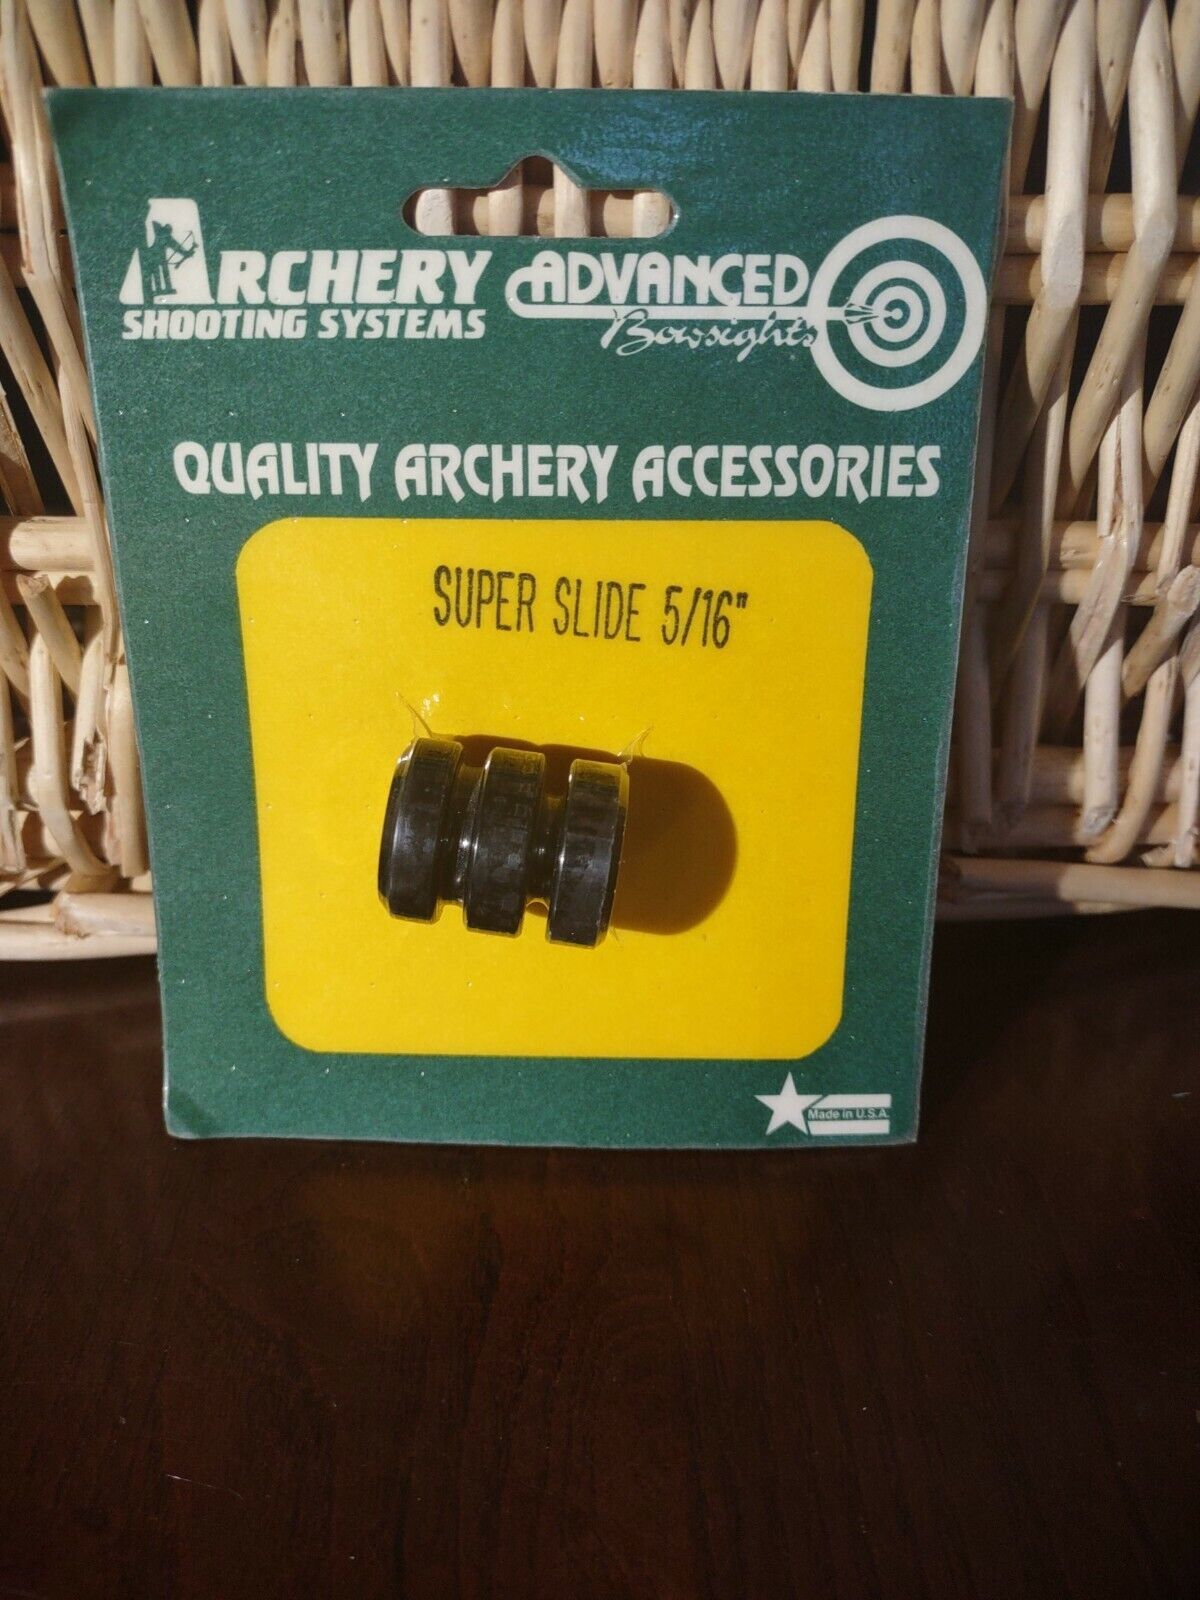 ARCHERY
SHOOTING SYSTEMS
ADVANCED
Bowsights
QUALITY ARCHERY ACCESSORIES
SUPER SLIDE 5/16"
Made in U.S.A.